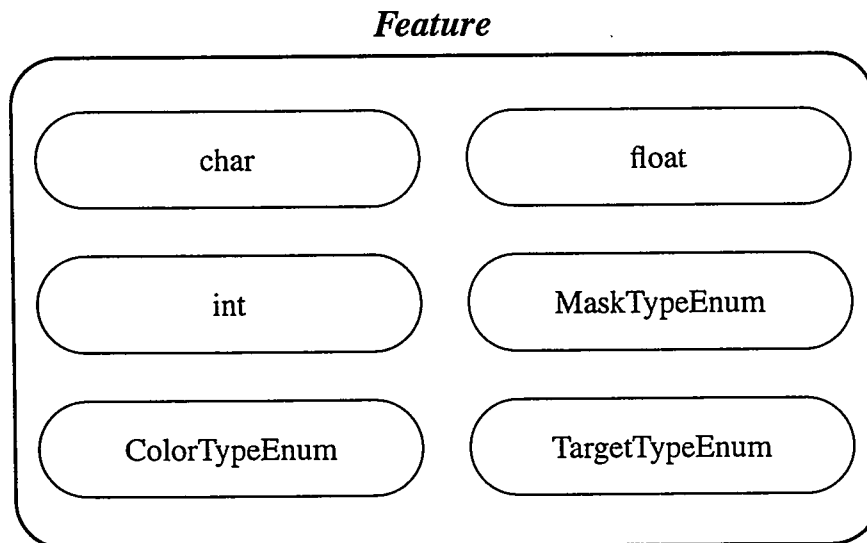 Feature
char
float
int
MaskTypeEnum
ColorTypeEnum
TargetTypeEnum